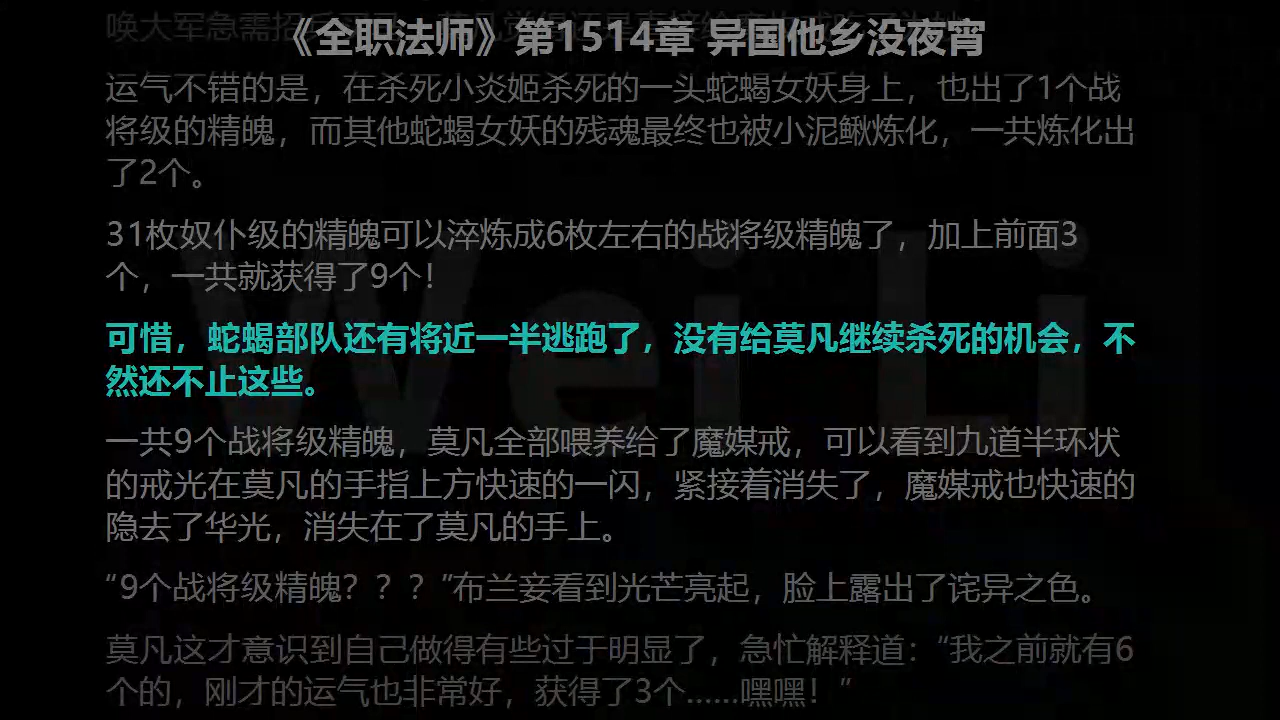 《全职法师》第1514章 异国他乡没夜宵
运气不错的是，在杀死小炎姬杀死的一头蛇蝎女妖身上，也出了1个战
将级的精魄，而其他蛇蝎女妖的残魂最终也被小泥鳅炼化，一共炼化出
了2个。
31枚奴仆级的精魄可以淬炼成6枚左右的战将级精魄了，加上前面3
个，一共就获得了9个！
可惜，蛇蝎部队还有将近一半逃跑了，没有给莫凡继续杀死的机会，不
然还不止这些。
一共9个战将级精魄，莫凡全部喂养给了魔媒戒，可以看到九道半环状
的戒光在莫凡的手指上方快速的一闪，紧接着消失了，魔媒戒也快速的
隐去了华光，消失在了莫凡的手上。
“9个战将级精魄？？？”布兰妾看到光芒亮起，脸上露出了诧异之色。
莫凡这才意识到自己做得有些过于明显了，急忙解释道：“我之前就有6
个的，刚才的运气也非常好，获得了3个......嘿嘿！”
Wei Li